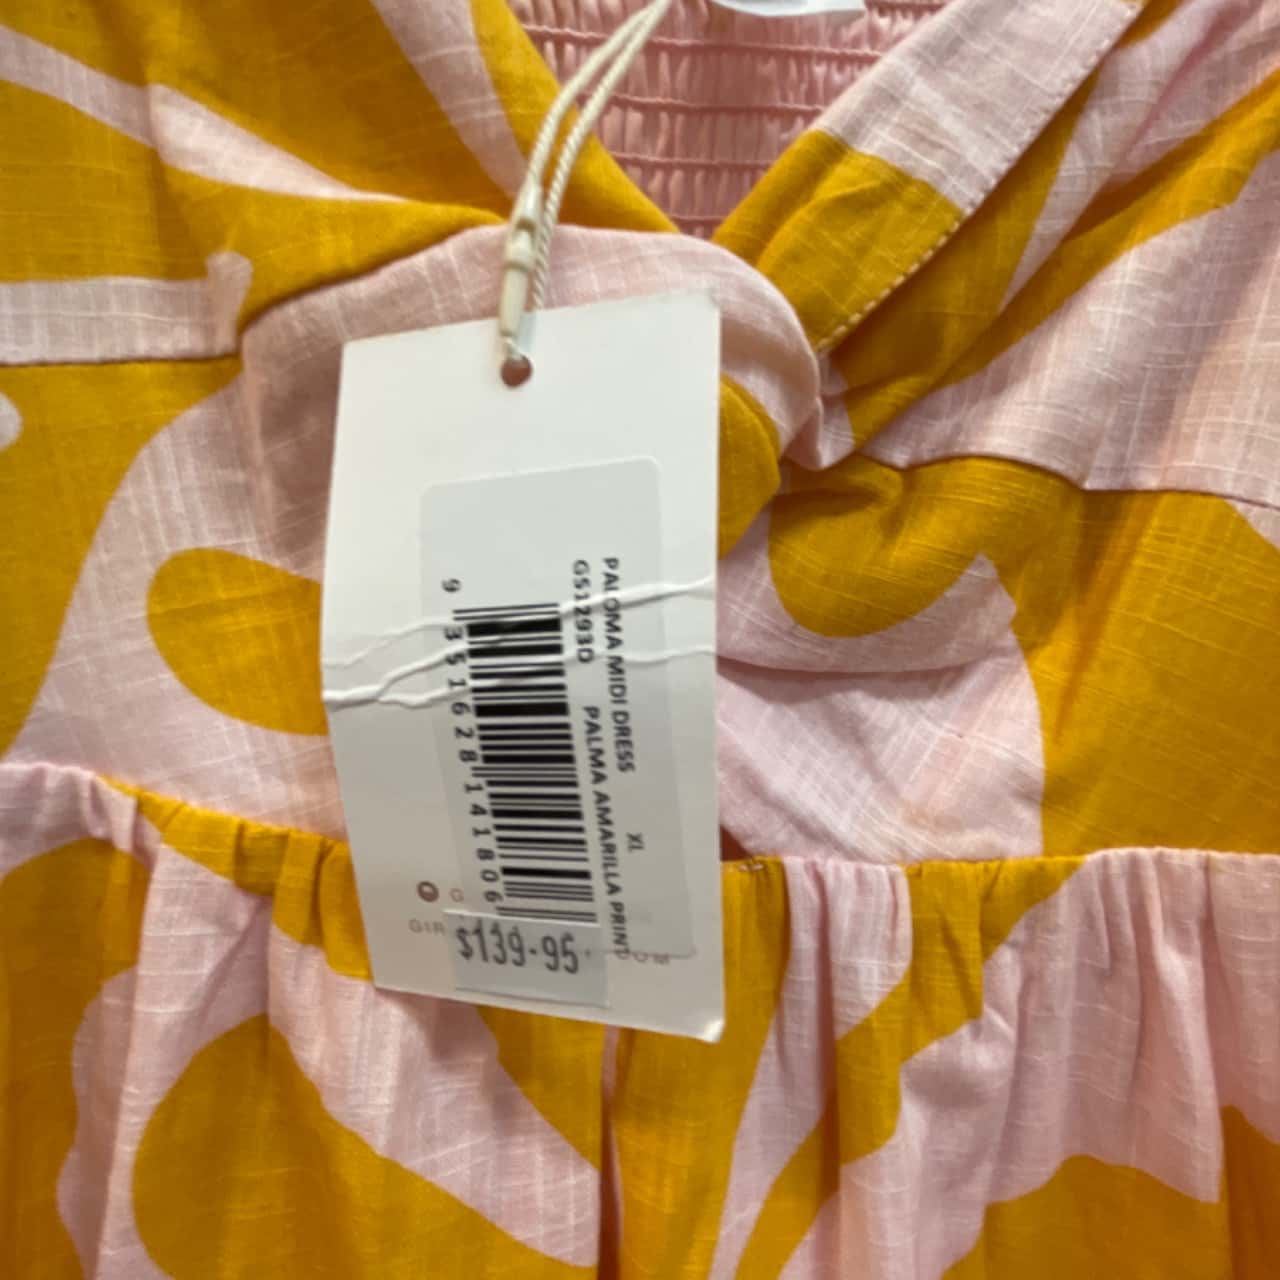 PALOMA MIDI DRESS XL
GS12930 PALMA AMARILLA PRINT
9 351628 141806
$139.95